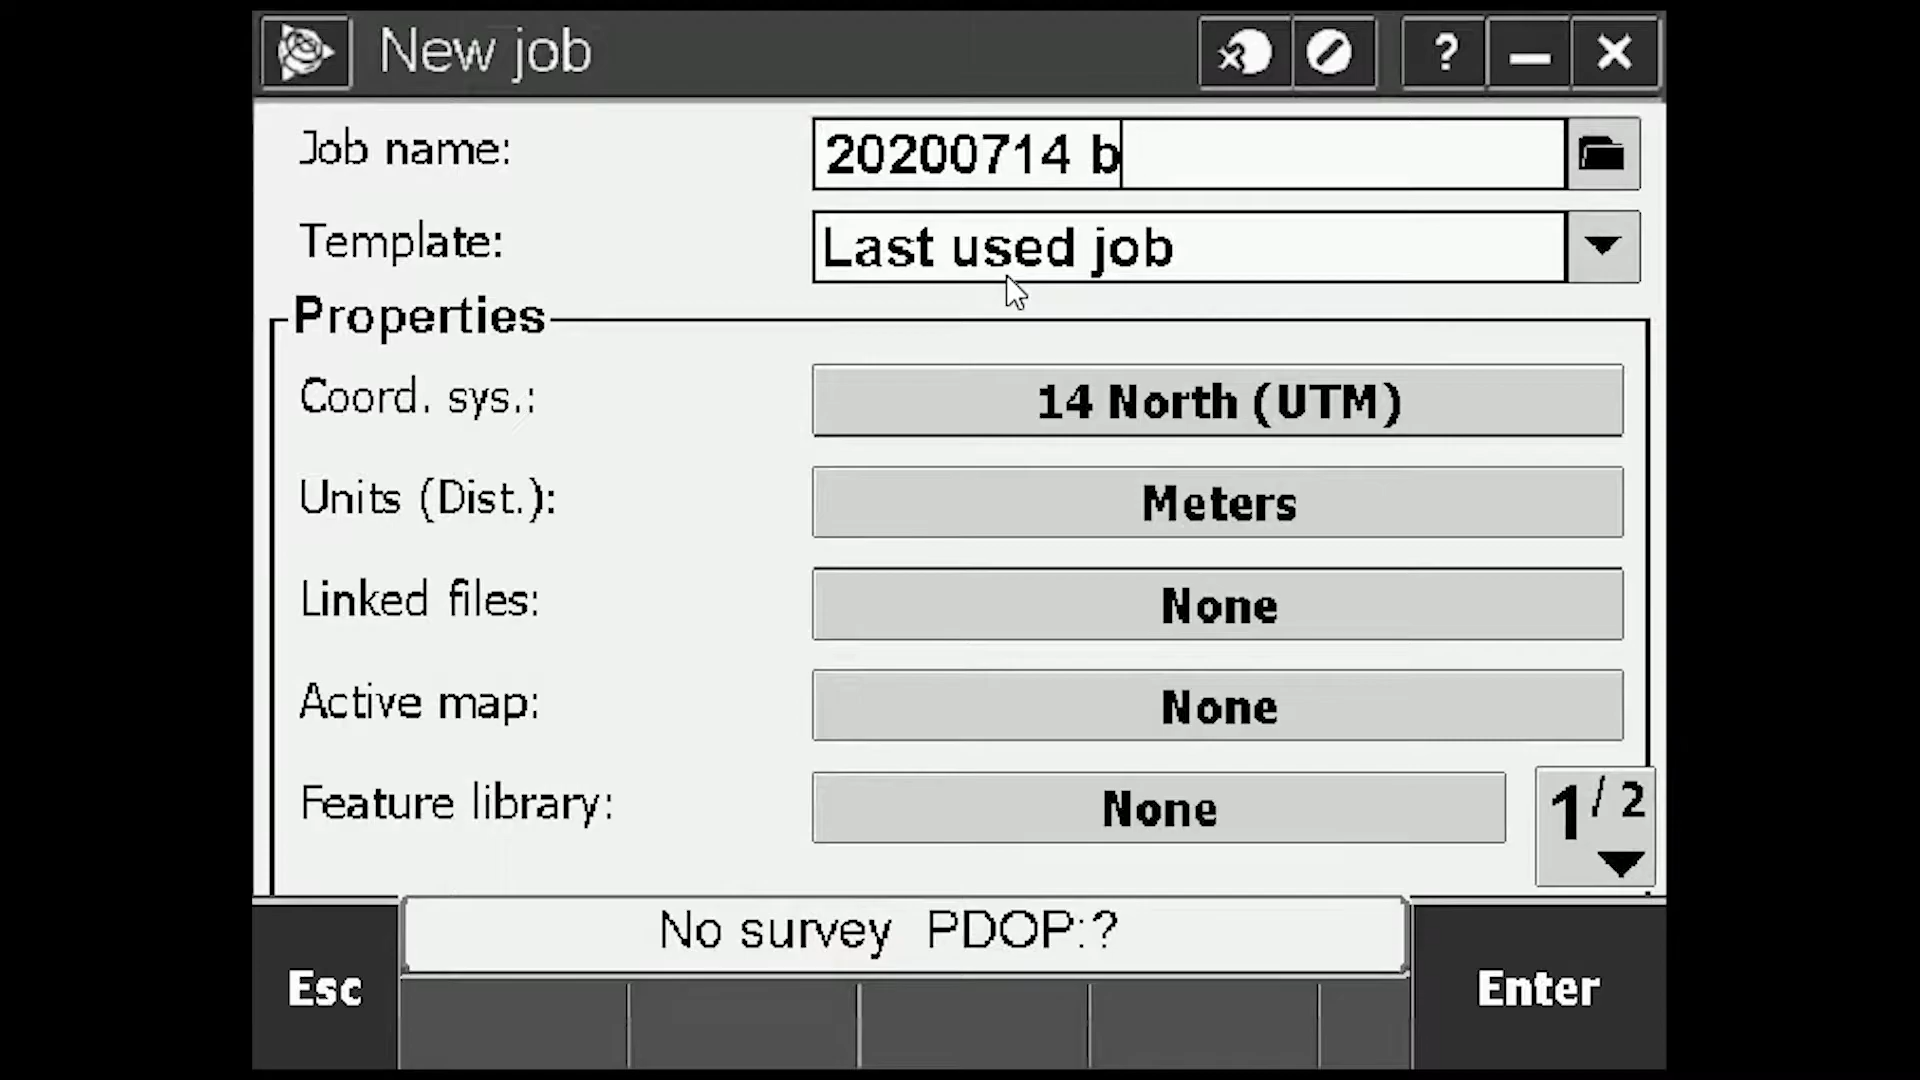 New job
?
Job name: 20200714 b
Template: Last used job
Properties
Coord. sys.: 14 North (UTM)
Units (Dist.): Meters
Linked files: None
Active map: None
Feature library: None
1/2
No survey PDOP:?
Esc
Enter